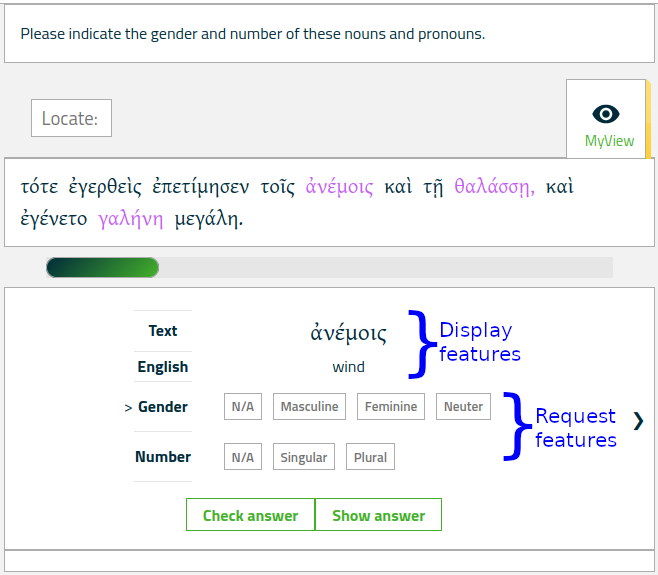 Please indicate the gender and number of these nouns and pronouns.
Locate:
MyView
τότε ἐγερθεὶς ἐπετίμησεν τοῖς ἀνέμοις καὶ τῇ θαλάσσῃ, καὶ
ἐγένετο γαλήνη μεγάλη.
Text ἀνέμοις
English wind
Display
features
> Gender N/A Masculine Feminine Neuter
Number N/A Singular Plural
Request
features
Check answer Show answer